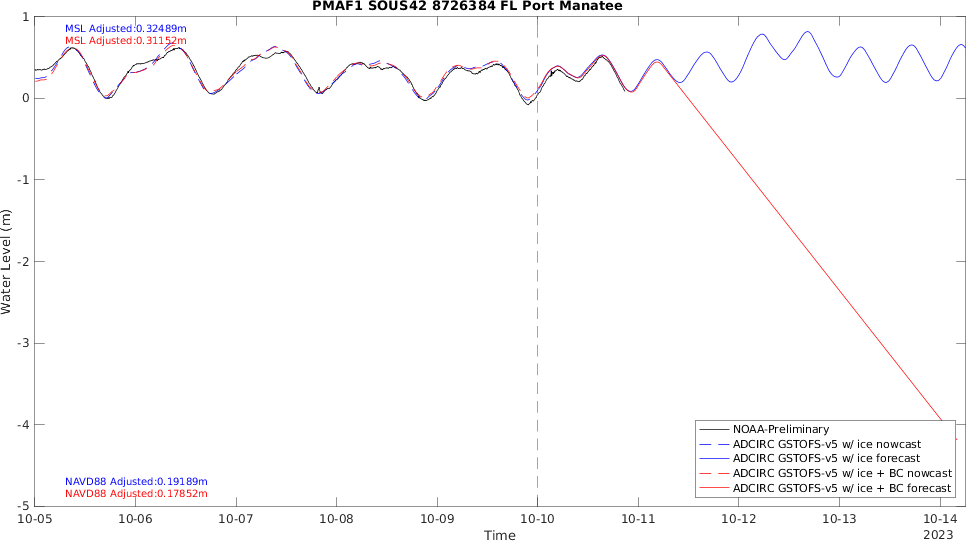 PMAF1 SOUS42 8726384 FL Port Manatee
MSL Adjusted:0.32489m
MSL Adjusted:0.31152m
1
0
-1
-2
-3
-4
-5
Water Level (m)
NAVD88 Adjusted:0.19189m
NAVD88 Adjusted:0.17852m
NOAA-Preliminary
ADCIRC GSTOFS-v5 w/ ice nowcast
ADCIRC GSTOFS-v5 w/ ice forecast
ADCIRC GSTOFS-v5 w/ ice + BC nowcast
ADCIRC GSTOFS-v5 w/ ice + BC forecast
10-05 10-06 10-07 10-08 10-09 10-10 10-11 10-12 10-13 10-14
Time
2023